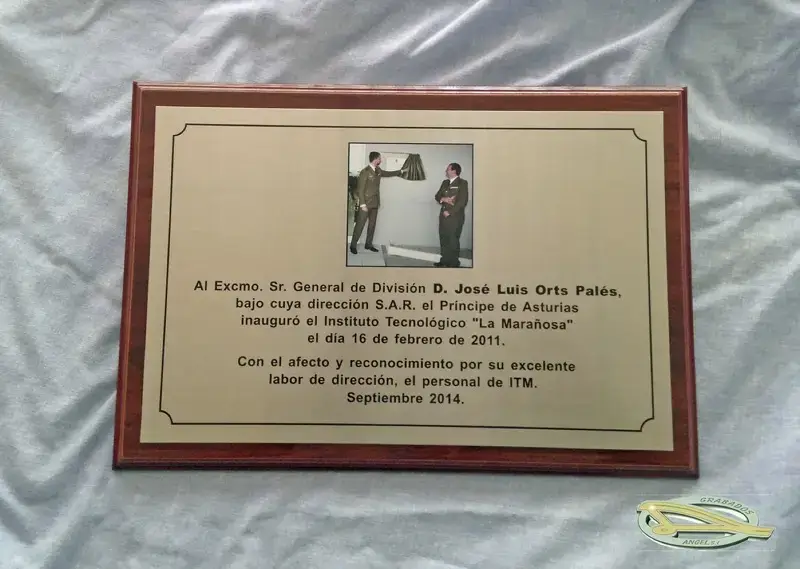 Al Excmo. Sr. General de División D. José Luis Orts Palés,
bajo cuya dirección S.A.R. el Príncipe de Asturias
inauguró el Instituto Tecnológico "La Marañosa"
el día 16 de febrero de 2011.
Con el afecto y reconocimiento por su excelente
labor de dirección, el personal de ITM.
Septiembre 2014.
GRABADOS
ANGEL S.L.